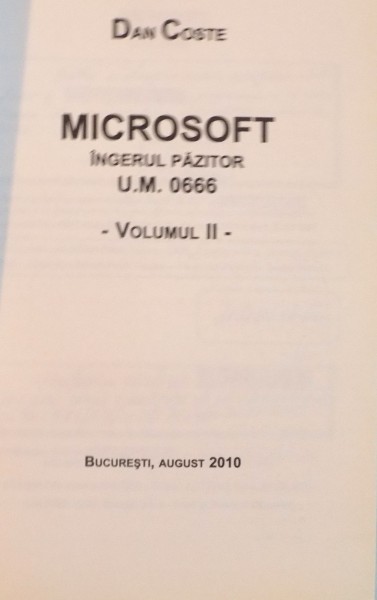 DAN COSTE
MICROSOFT
ÎNGERUL PĂZITOR
U.M. 0666
- VOLUMUL II -
BUCUREŞTI, AUGUST 2010